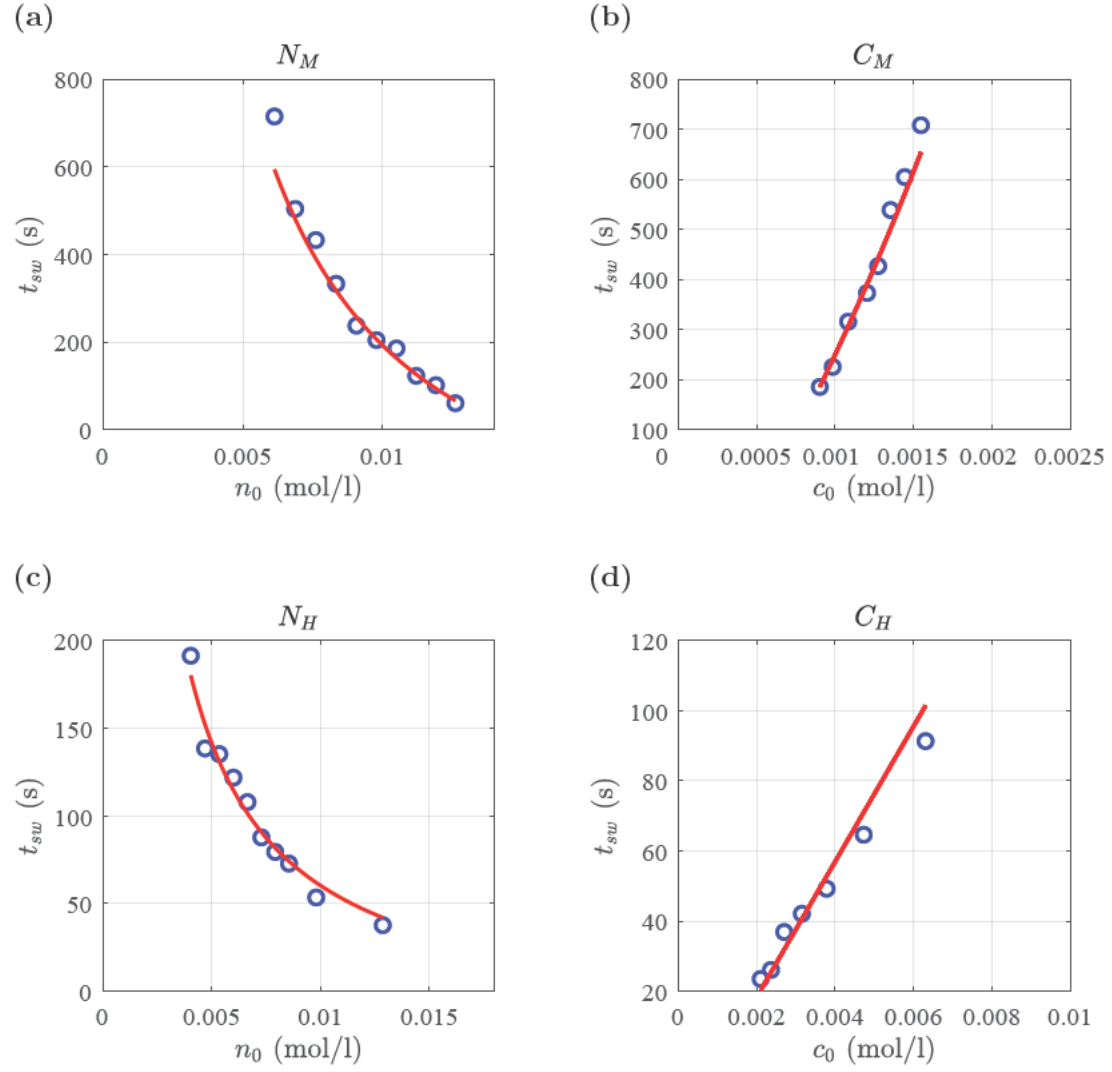 (a)
N_M
800
600
400
200
0
0
0.005
0.01
t_sw (s)
n_0 (mol/l)
(b)
C_M
800
700
600
500
400
300
200
100
0
0.0005
0.001
0.0015
0.002
0.0025
t_sw (s)
c_0 (mol/l)
(c)
N_H
200
150
100
50
0
0
0.005
0.01
0.015
t_sw (s)
n_0 (mol/l)
(d)
C_H
120
100
80
60
40
20
0
0.002
0.004
0.006
0.008
0.01
t_sw (s)
c_0 (mol/l)